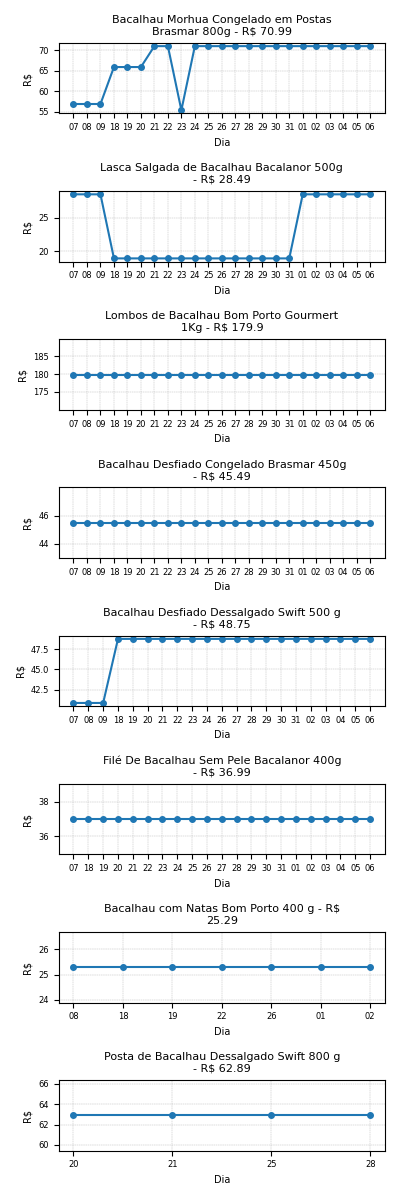 Bacalhau Morhua Congelado em Postas
Brasmar 800g - R$ 70.99
70
65
60
55
R$
07 08 09 18 19 20 21 22 23 24 25 26 27 28 29 30 31 01 02 03 04 05 06
Dia
Lasca Salgada de Bacalhau Bacalanor 500g
- R$ 28.49
25
20
R$
07 08 09 18 19 20 21 22 23 24 25 26 27 28 29 30 31 01 02 03 04 05 06
Dia
Lombos de Bacalhau Bom Porto Gourmert
1Kg - R$ 179.9
185
180
175
R$
07 08 09 18 19 20 21 22 23 24 25 26 27 28 29 30 31 01 02 03 04 05 06
Dia
Bacalhau Desfiado Congelado Brasmar 450g
- R$ 45.49
46
44
R$
07 08 09 18 19 20 21 22 23 24 25 26 27 28 29 30 31 01 02 03 04 05 06
Dia
Bacalhau Desfiado Dessalgado Swift 500 g
- R$ 48.75
47.5
45.0
42.5
R$
07 08 09 18 19 20 21 22 23 24 25 26 27 28 29 30 31 01 02 03 04 05 06
Dia
Filé De Bacalhau Sem Pele Bacalanor 400g
- R$ 36.99
38
36
R$
07 18 19 20 21 22 23 24 25 26 27 28 29 30 31 01 02 03 04 05 06
Dia
Bacalhau com Natas Bom Porto 400 g - R$
25.29
26
25
24
R$
08 18 19 22 26 01 02
Dia
Posta de Bacalhau Dessalgado Swift 800 g
- R$ 62.89
66
64
62
60
R$
20 21 25 28
Dia